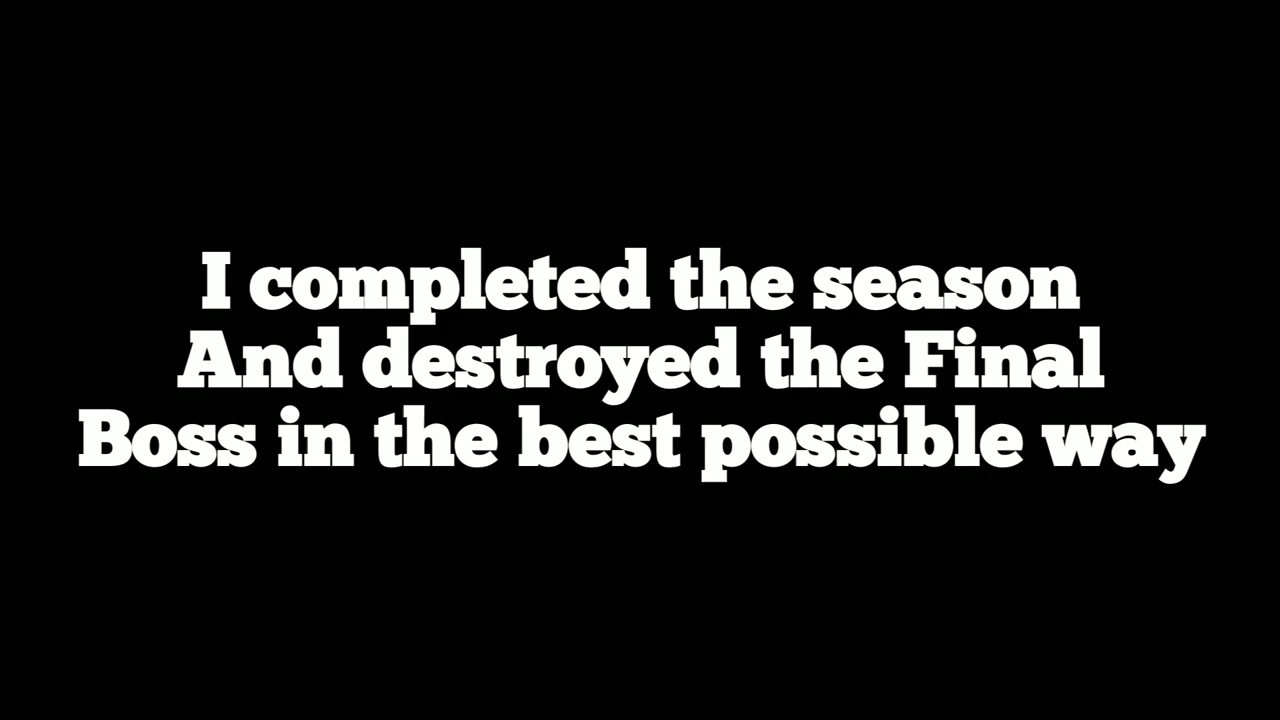 I completed the season
And destroyed the Final
Boss in the best possible way